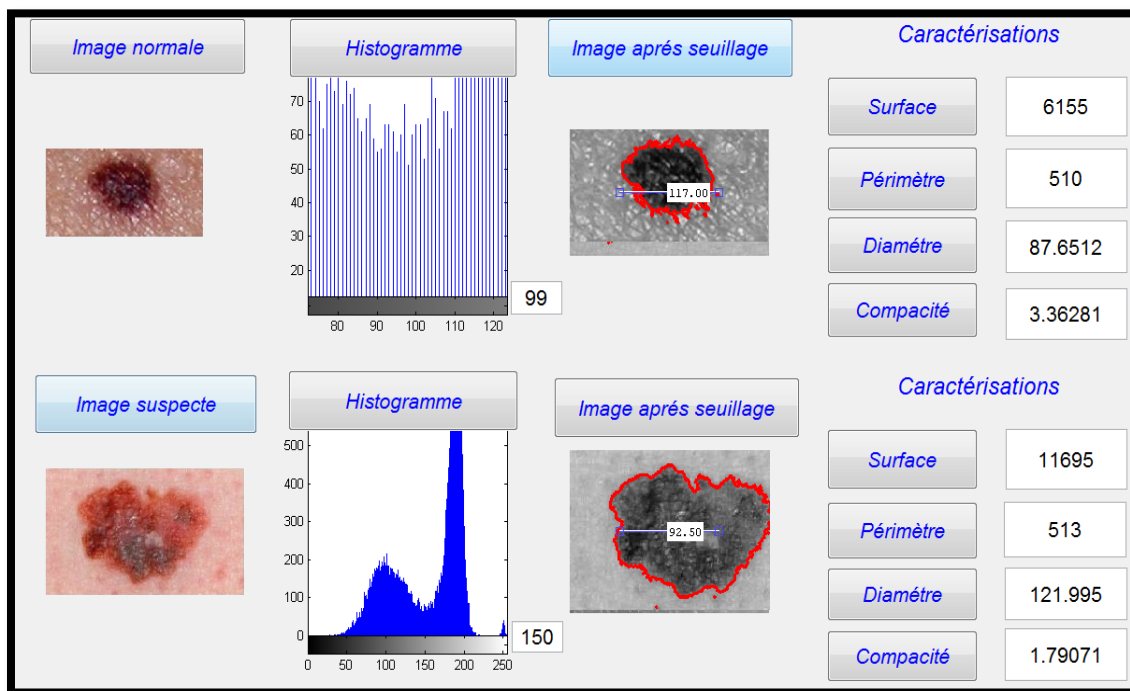 Image normale
Histogramme
Image aprés seuillage
Caractérisations
70
60
50
40
30
20
80 90 100 110 120
99
117.00
Surface 6155
Périmètre 510
Diamétre 87.6512
Compacité 3.36281
Image suspecte
Histogramme
Image aprés seuillage
Caractérisations
500
400
300
200
100
0
0 50 100 150 200 250
150
92.50
Surface 11695
Périmètre 513
Diamétre 121.995
Compacité 1.79071